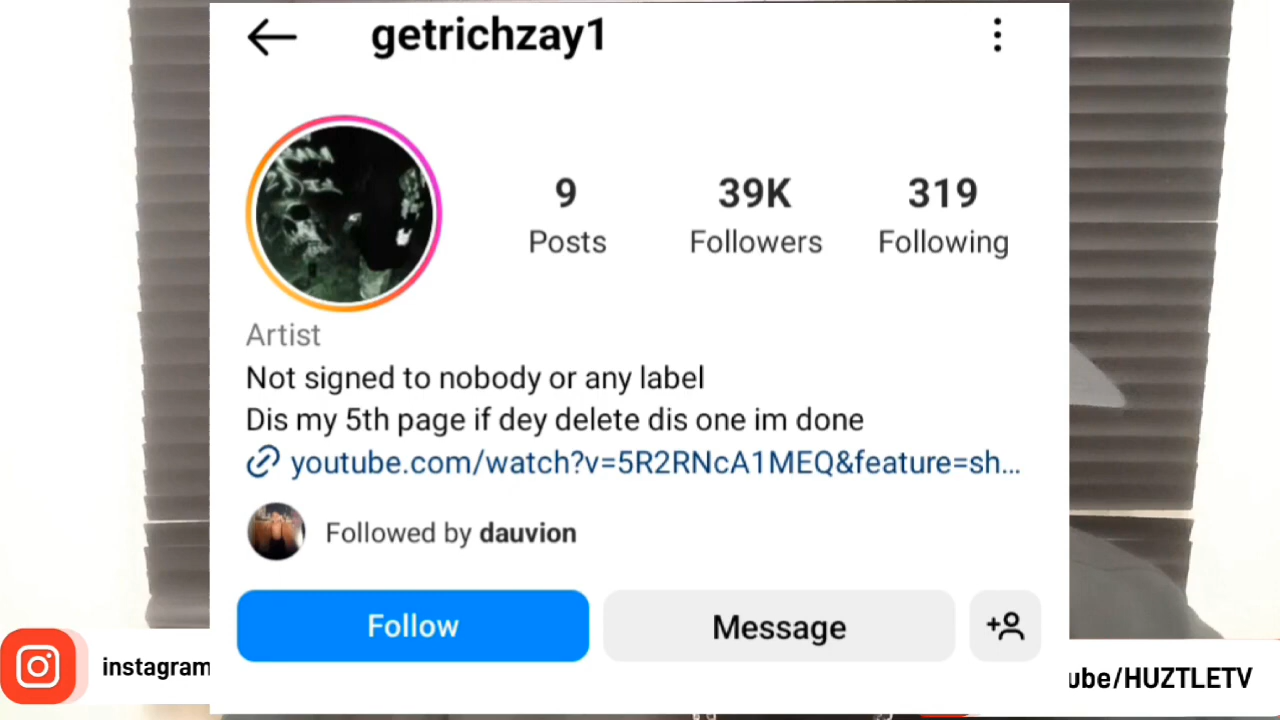 getrichzay1
9
39K
319
Posts
Followers
Following
Artist
Not signed to nobody or any label
Dis my 5th page if dey delete dis one im done
youtube.com/watch?v=5R2RNcA1MEQ&feature=sh...
Followed by dauvion
Follow
Message
instagram
ube/HUZTLETV